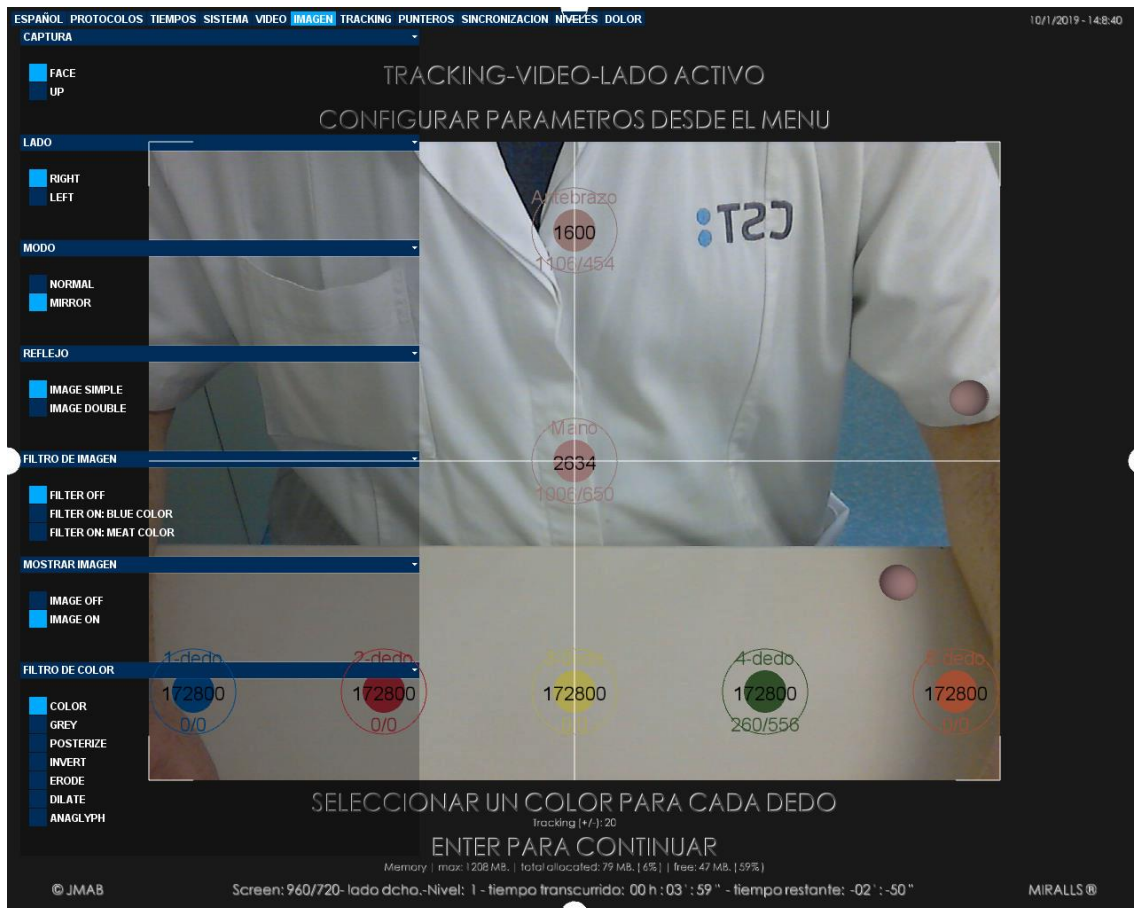 ESPAÑOL PROTOCOLOS TIEMPOS SISTEMA VIDEO IMAGEN TRACKING PUNTEROS SINCRONIZACION NIVELES DOLOR
10/1/2019 - 14:8:40
CAPTURA
FACE
UP
TRACKING-VIDEO-LADO ACTIVO
CONFIGURAR PARAMETROS DESDE EL MENU
LADO
RIGHT
LEFT
MODO
NORMAL
MIRROR
REFLEJO
IMAGE SIMPLE
IMAGE DOUBLE
FILTRO DE IMAGEN
FILTER OFF
FILTER ON: BLUE COLOR
FILTER ON: MEAT COLOR
MOSTRAR IMAGEN
IMAGE OFF
IMAGE ON
FILTRO DE COLOR
COLOR
GREY
POSTERIZE
INVERT
ERODE
DILATE
ANAGLYPH
Antebrazo
1600
1106/454
CST:
Mano
2634
1006/650
1-dedo
172800
0/0
2-dedo
172800
0/0
172800
4-dedo
172800
260/556
172800
0/0
SELECCIONAR UN COLOR PARA CADA DEDO
Tracking (+/-): 20
ENTER PARA CONTINUAR
Memory | max: 1208 MB. | total allocated: 79 MB. (6%) | free: 47 MB. (59%)
© JMAB
Screen: 960/720- lado dcho.-Nivel: 1 - tiempo transcurrido: 00 h : 03 ' : 59 " - tiempo restante: -02 ' : -50 "
MIRALLS ®